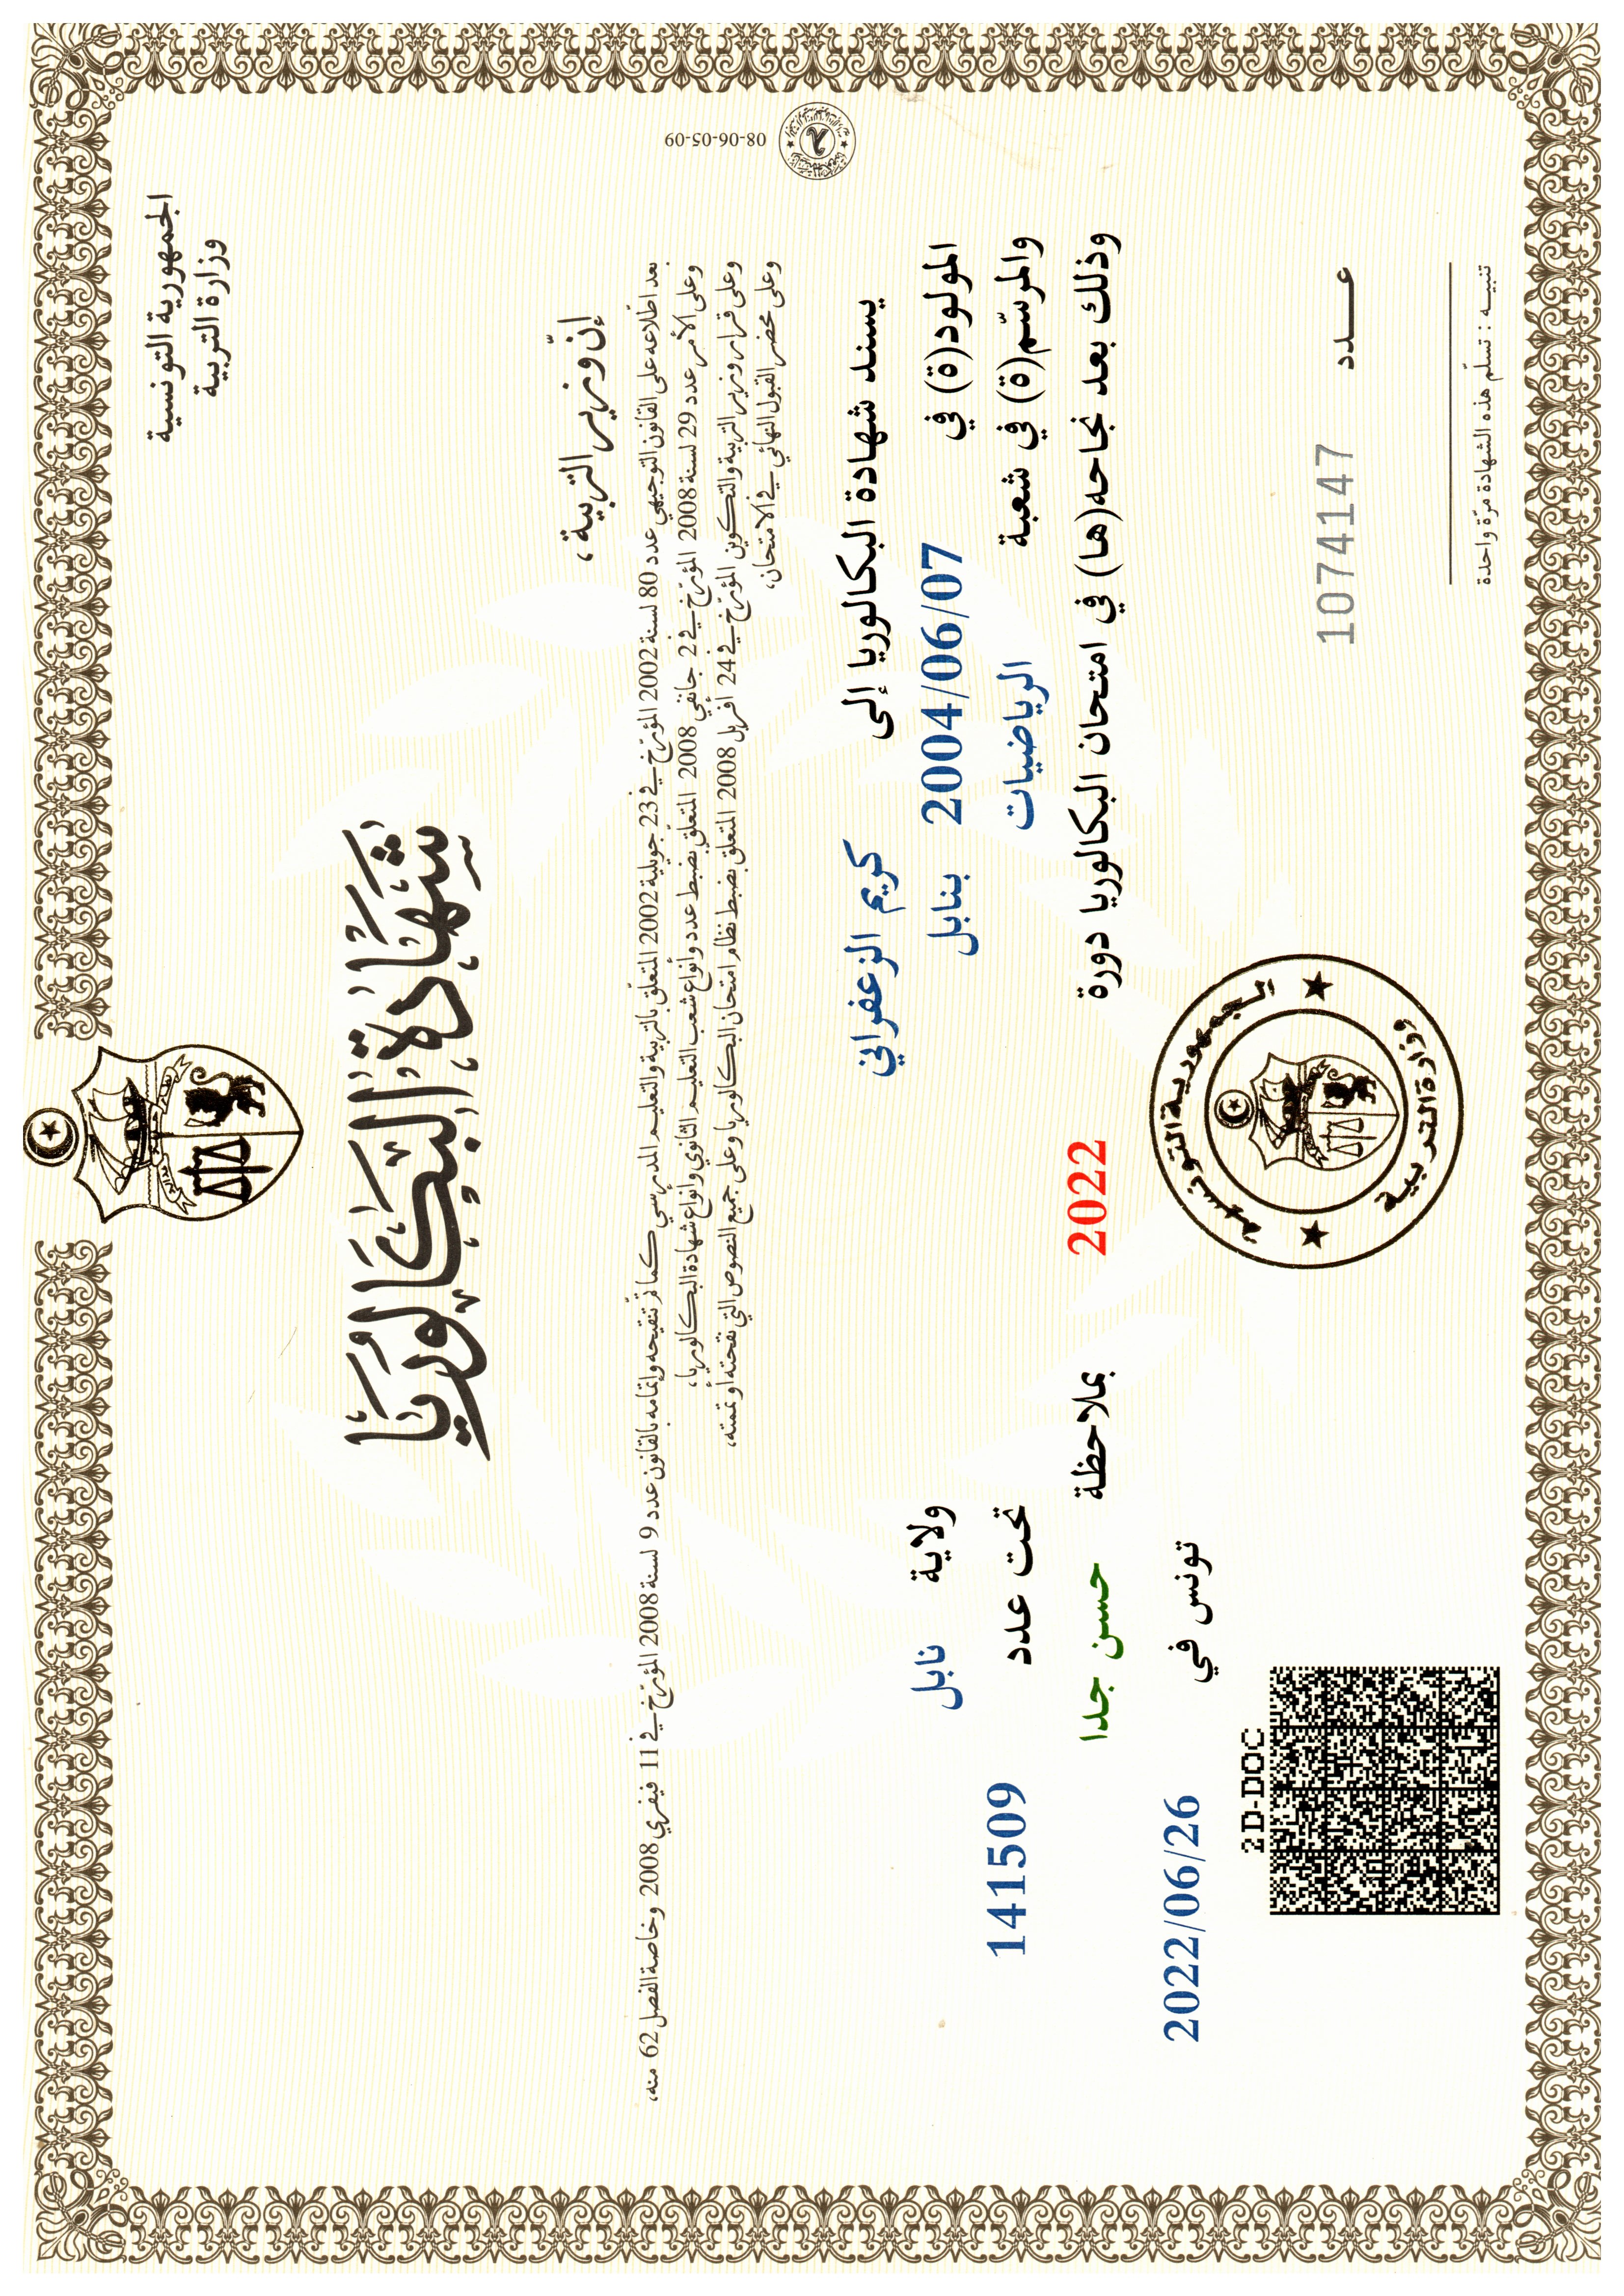 الجمهورية التونسية
وزارة التربية
شَهَادَة البَكَالُورِيَا
إنّ وزير التربية،
بعد اطّلاعه على القانون التوجيهي عدد 80 لسنة 2002 المؤرّخ في 23 جويلية 2002 المتعلّق بالتربية والتعليم المدرسي كما تمّ تنقيحه وإتمامه بالقانون عدد 9 لسنة 2008 المؤرّخ في 11 فيفري 2008 وخاصة الفصل 62 منه،
وعلى الأمر عدد 29 لسنة 2008 المؤرّخ في 2 جانفي 2008 المتعلّق بضبط عدد وأنواع شعب التعليم الثانوي وأنواع شهادة البكالوريا،
وعلى قرار وزير التربية والتكوين المؤرّخ في 24 أفريل 2008 المتعلّق بضبط نظام امتحان البكالوريا وعلى جميع النصوص التي نقحته أو تممته،
وعلى محضر القبول النهائي في الامتحان،
08-06-05-09
يسند شهادة البكالوريا إلى كريم الزعفراني
المولود(ة) في 2004/06/07 بنابل ولاية نابل
والمرسّم(ة) في شعبة الرياضيات تحت عدد 141509
وذلك بعد نجاحه(ها) في امتحان البكالوريا دورة 2022 بملاحظة حسن جدا
تونس في 2022/06/26
2D-DOC
الجمهورية التونسية
وزارة التربية
عدد 1074147
تنبيه : تسلّم هذه الشهادة مرّة واحدة